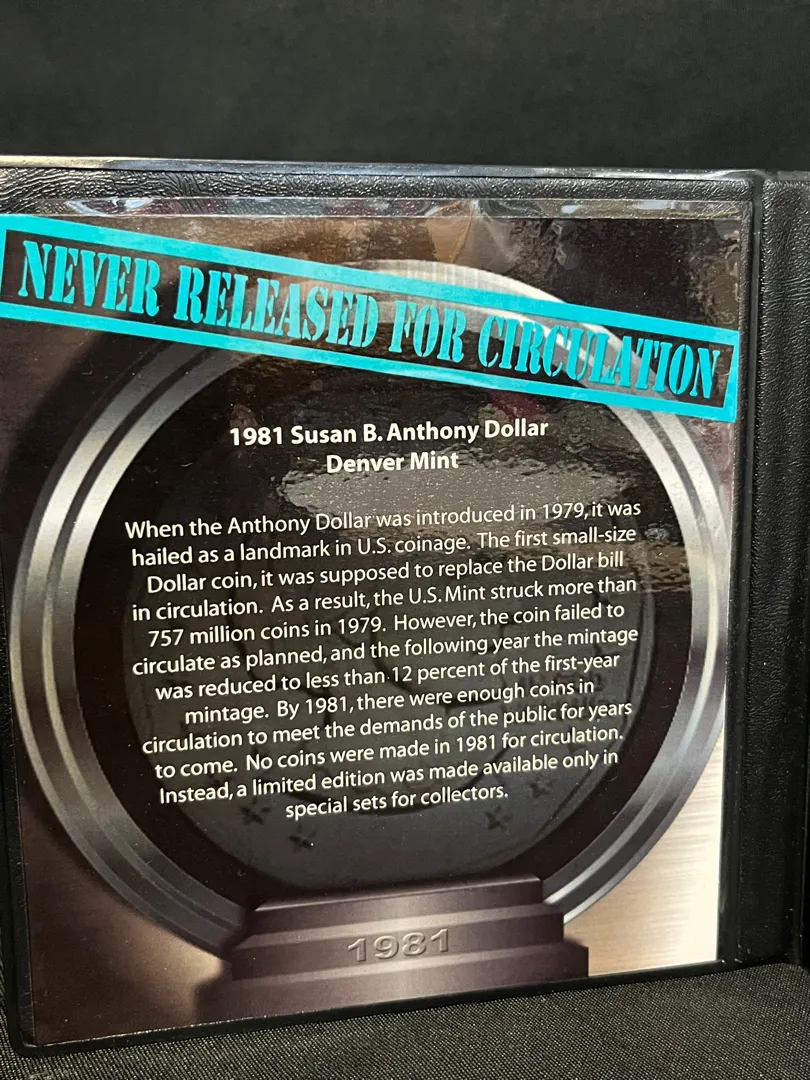 NEVER RELEASED FOR CIRCULATION
1981 Susan B. Anthony Dollar
Denver Mint
When the Anthony Dollar was introduced in 1979, it was
hailed as a landmark in U.S. coinage. The first small-size
Dollar coin, it was supposed to replace the Dollar bill
in circulation. As a result, the U.S. Mint struck more than
757 million coins in 1979. However, the coin failed to
circulate as planned, and the following year the mintage
was reduced to less than 12 percent of the first-year
mintage. By 1981, there were enough coins in
circulation to meet the demands of the public for years
to come. No coins were made in 1981 for circulation.
Instead, a limited edition was made available only in
special sets for collectors.
1981